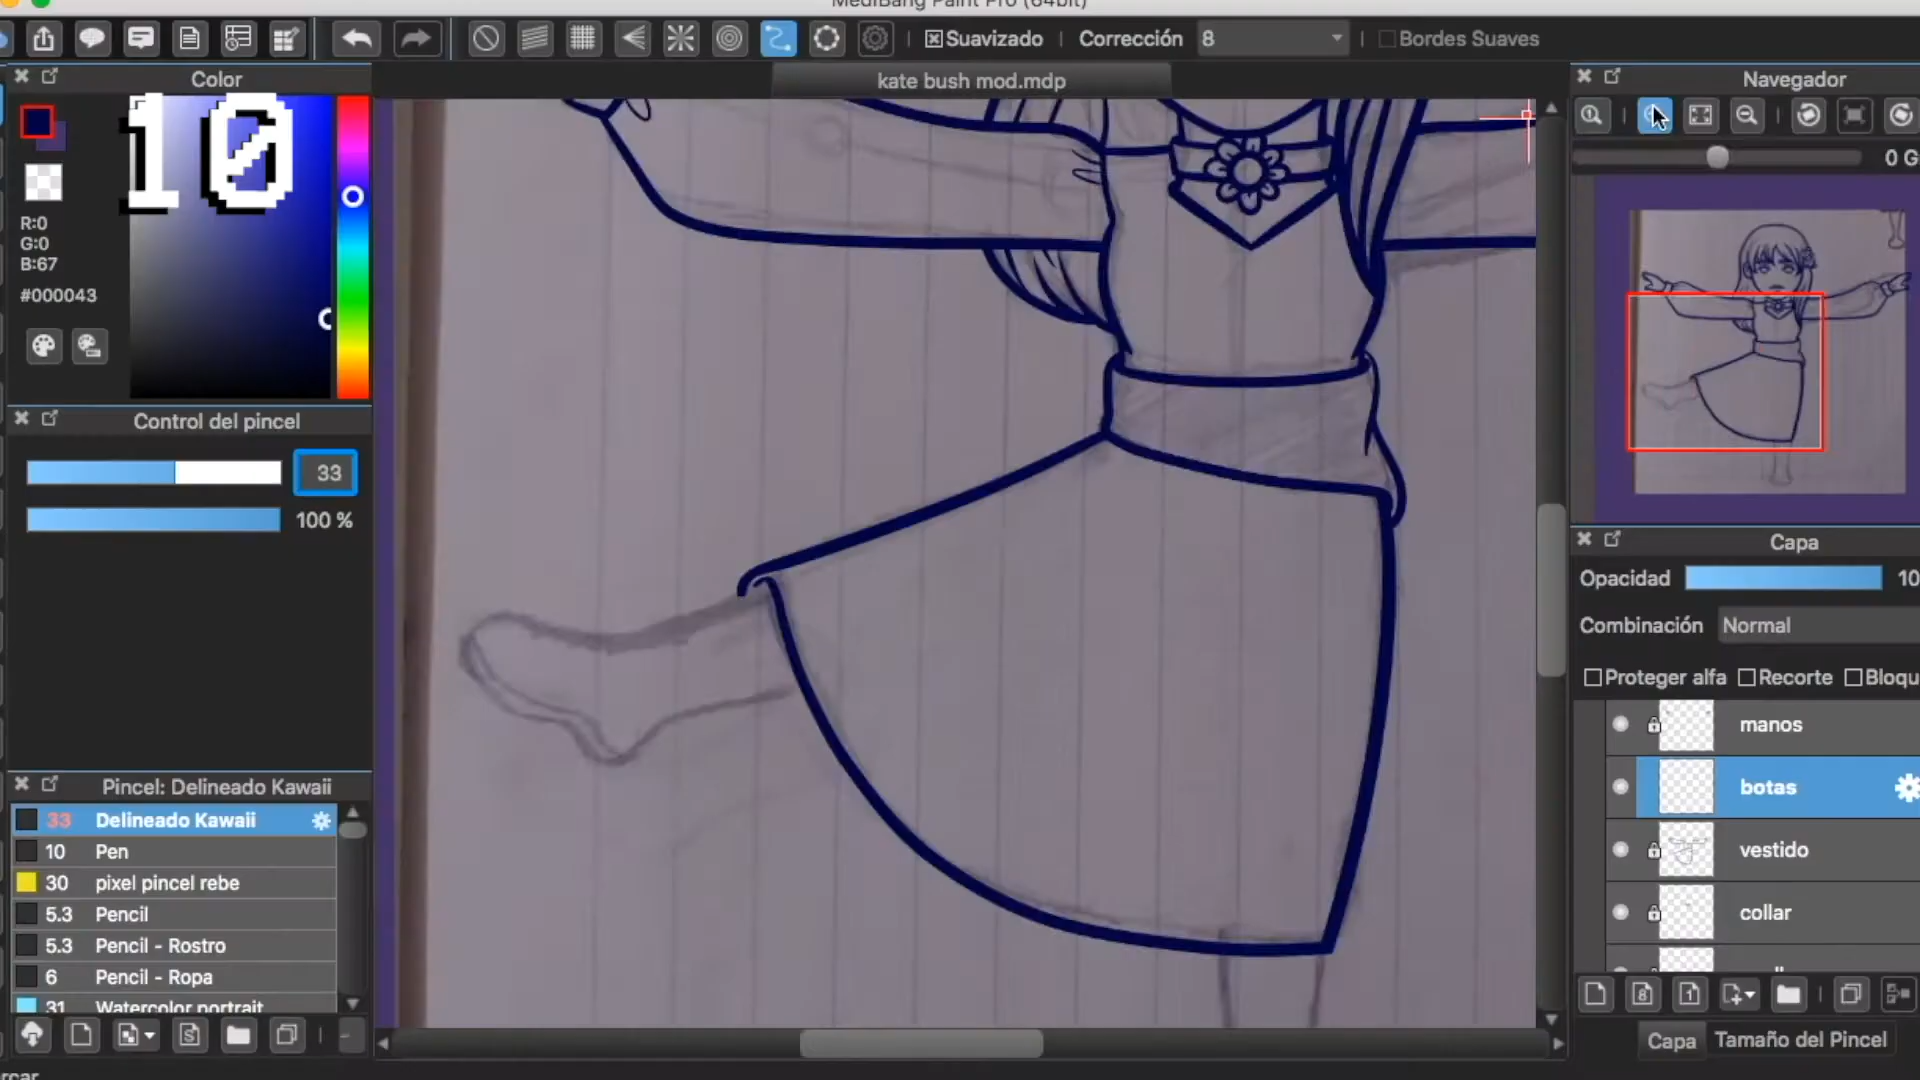 MediBang Paint Pro (64bit)
Suavizado
Corrección
8
Bordes Suaves
Color
kate bush mod.mdp
Navegador
10
R:0
G:0
B:67
#000043
0 G
Control del pincel
33
100 %
Capa
Opacidad
10
Combinación
Normal
Proteger alfa
Recorte
Bloqu
manos
botas
vestido
collar
Pincel: Delineado Kawaii
33 Delineado Kawaii
10 Pen
30 pixel pincel rebe
5.3 Pencil
5.3 Pencil - Rostro
6 Pencil - Ropa
31 Watercolor portrait
Capa
Tamaño del Pincel